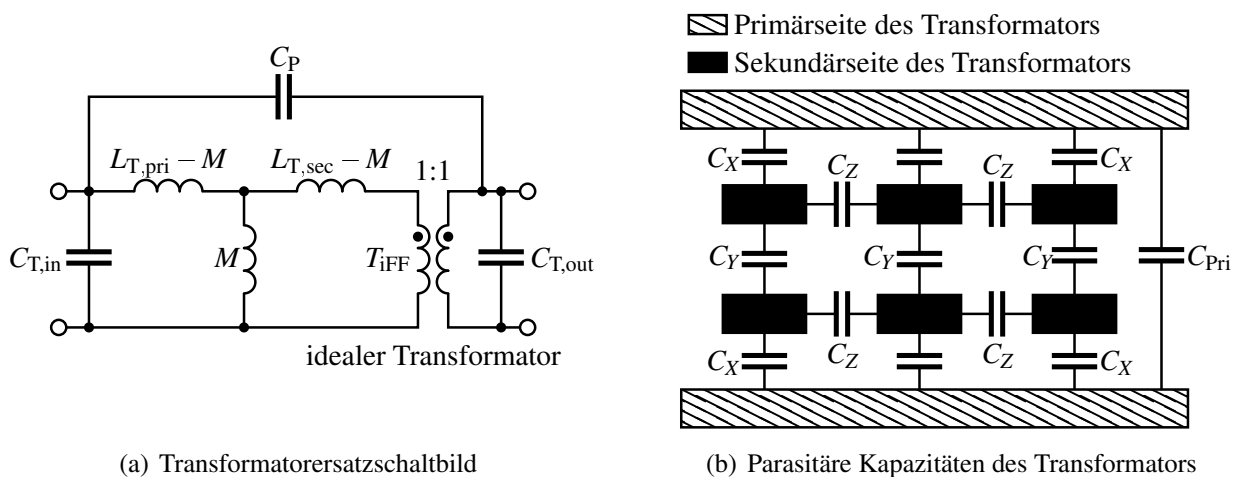 C_P
L_T,pri − M
L_T,sec − M
1:1
C_T,in
M
T_iFF
C_T,out
idealer Transformator
(a) Transformatorersatzschaltbild
Primärseite des Transformators
Sekundärseite des Transformators
C_X
C_X
C_Z
C_Z
C_Y
C_Y
C_Y
C_Pri
C_X
C_Z
C_Z
C_X
(b) Parasitäre Kapazitäten des Transformators